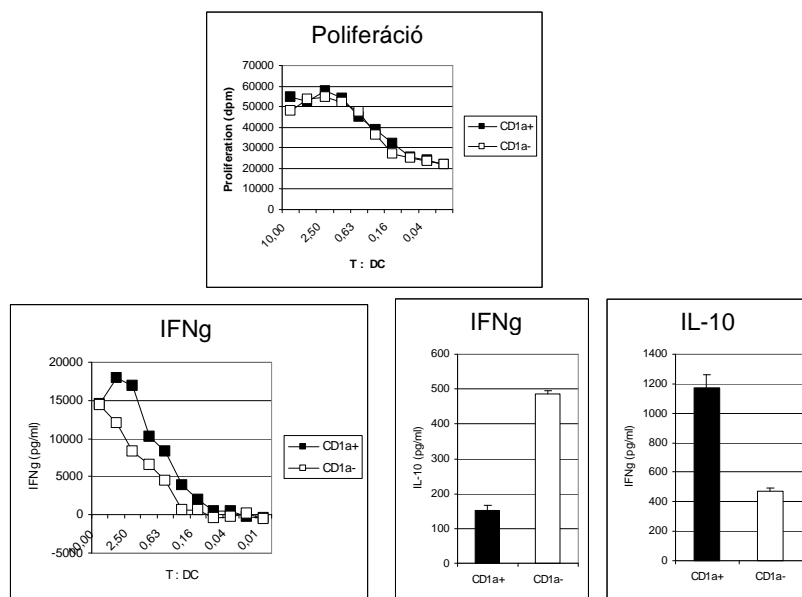 Poliferáció
70000
60000
50000
40000
30000
20000
10000
0
Proliferation (dpm)
10,00
2,50
0,63
0,16
0,04
T : DC
CD1a+
CD1a-
IFNg
20000
15000
10000
5000
0
-5000
IFNg (pg/ml)
10,00
2,50
0,63
0,16
0,04
0,01
T : DC
CD1a+
CD1a-
IFNg
600
500
400
300
200
100
0
IL-10 (pg/ml)
CD1a+
CD1a-
IL-10
1400
1200
1000
800
600
400
200
0
IFNg (pg/ml)
CD1a+
CD1a-